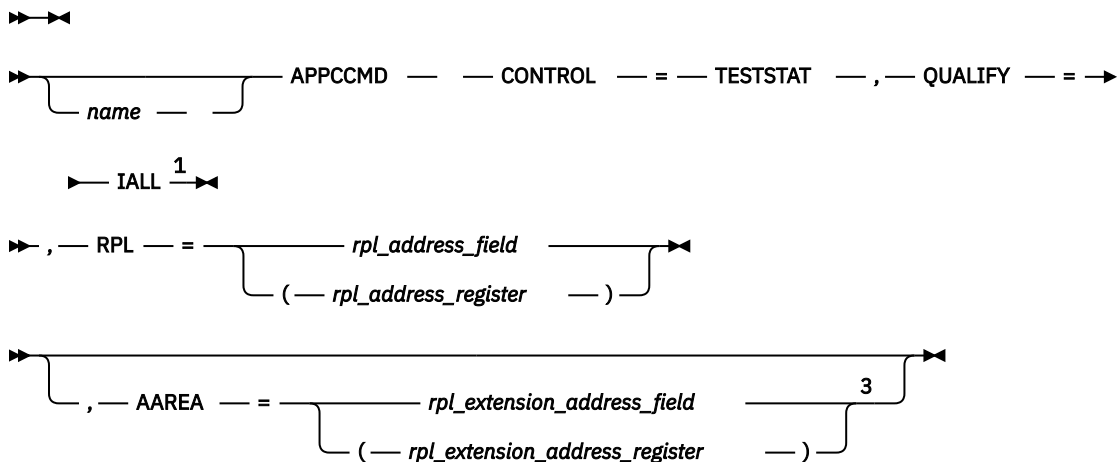 APPCCMD CONTROL = TESTSTAT , QUALIFY =
name
IALL 1
, RPL = rpl_address_field
( rpl_address_register )
, AAREA = rpl_extension_address_field 3
( rpl_extension_address_register )